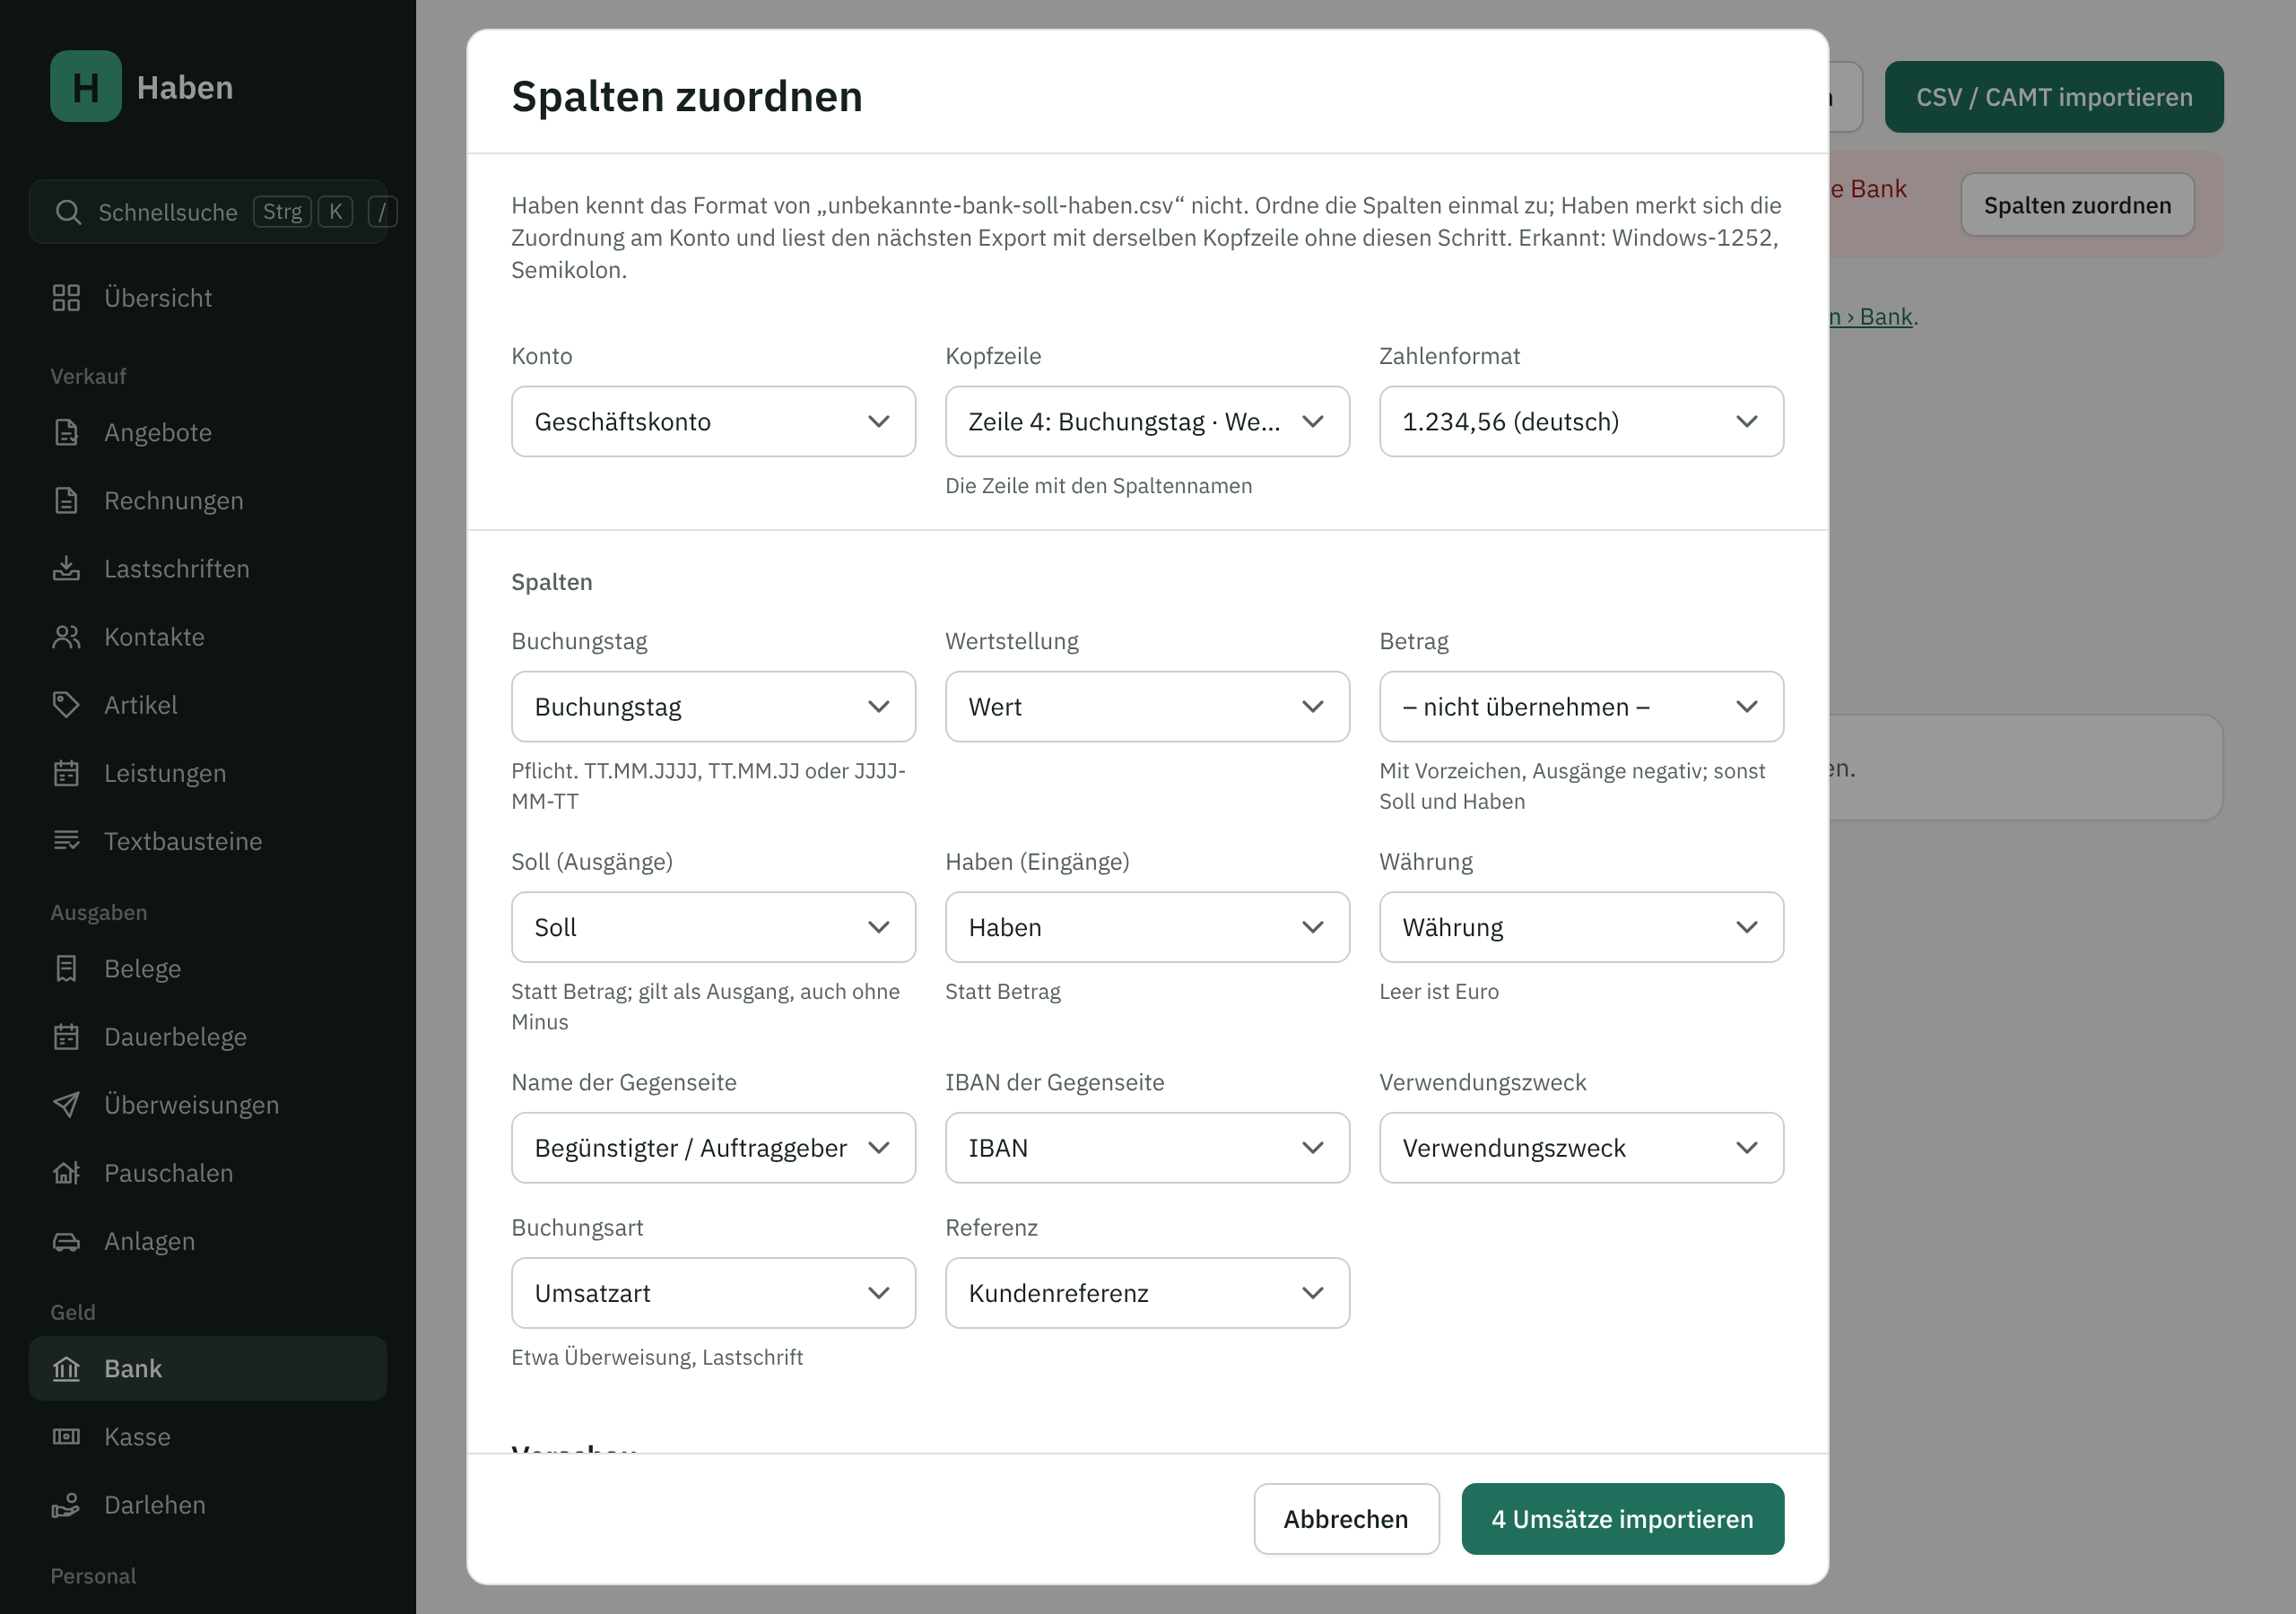 H Haben
Schnellsuche Strg K /
Übersicht
Verkauf
Angebote
Rechnungen
Lastschriften
Kontakte
Artikel
Leistungen
Textbausteine
Ausgaben
Belege
Dauerbelege
Überweisungen
Pauschalen
Anlagen
Geld
Bank
Kasse
Darlehen
Personal
CSV / CAMT importieren
e Bank
Spalten zuordnen
n › Bank.
en.
Spalten zuordnen
Haben kennt das Format von „unbekannte-bank-soll-haben.csv“ nicht. Ordne die Spalten einmal zu; Haben merkt sich die
Zuordnung am Konto und liest den nächsten Export mit derselben Kopfzeile ohne diesen Schritt. Erkannt: Windows-1252,
Semikolon.
Konto
Geschäftskonto
Kopfzeile
Zeile 4: Buchungstag · We...
Die Zeile mit den Spaltennamen
Zahlenformat
1.234,56 (deutsch)
Spalten
Buchungstag
Buchungstag
Pflicht. TT.MM.JJJJ, TT.MM.JJ oder JJJJ-
MM-TT
Wertstellung
Wert
Betrag
– nicht übernehmen –
Mit Vorzeichen, Ausgänge negativ; sonst
Soll und Haben
Soll (Ausgänge)
Soll
Statt Betrag; gilt als Ausgang, auch ohne
Minus
Haben (Eingänge)
Haben
Statt Betrag
Währung
Währung
Leer ist Euro
Name der Gegenseite
Begünstigter / Auftraggeber
IBAN der Gegenseite
IBAN
Verwendungszweck
Verwendungszweck
Buchungsart
Umsatzart
Etwa Überweisung, Lastschrift
Referenz
Kundenreferenz
Vorschau
Abbrechen
4 Umsätze importieren